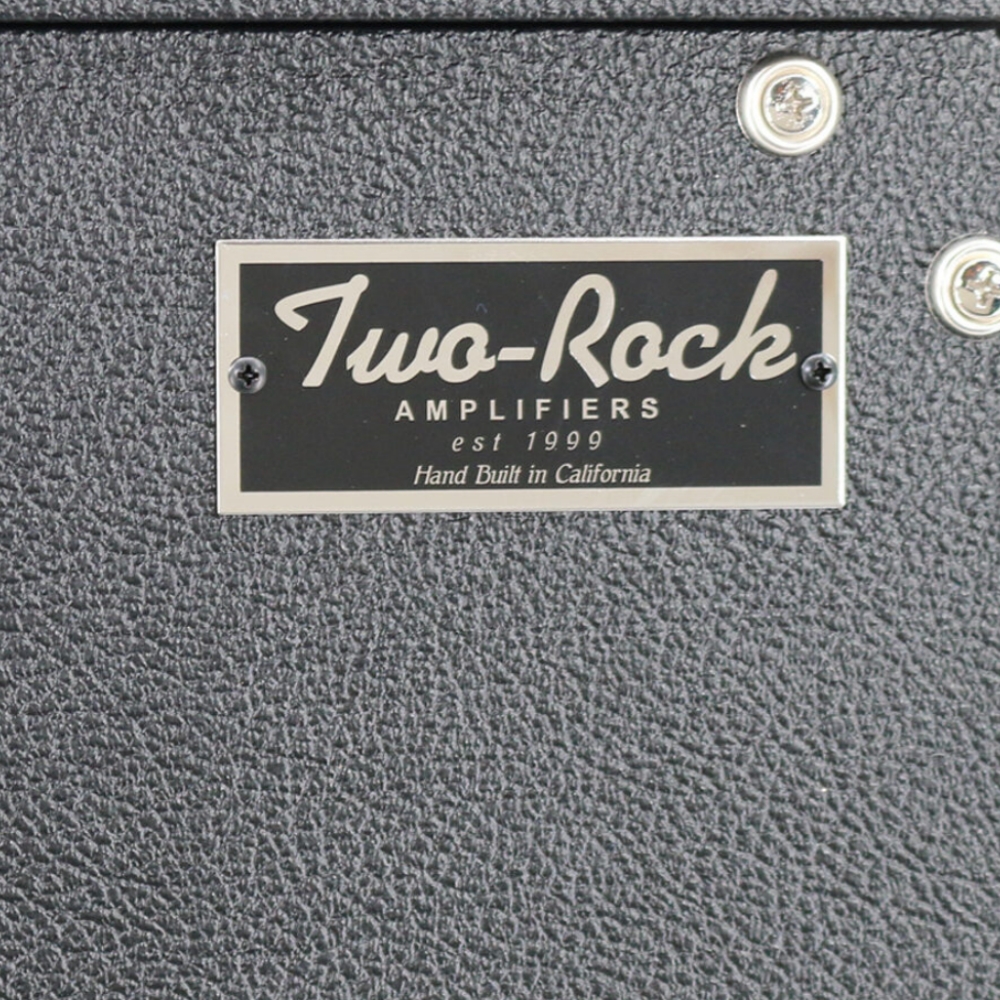 Two-Rock
AMPLIFIERS
est 1999
Hand Built in California